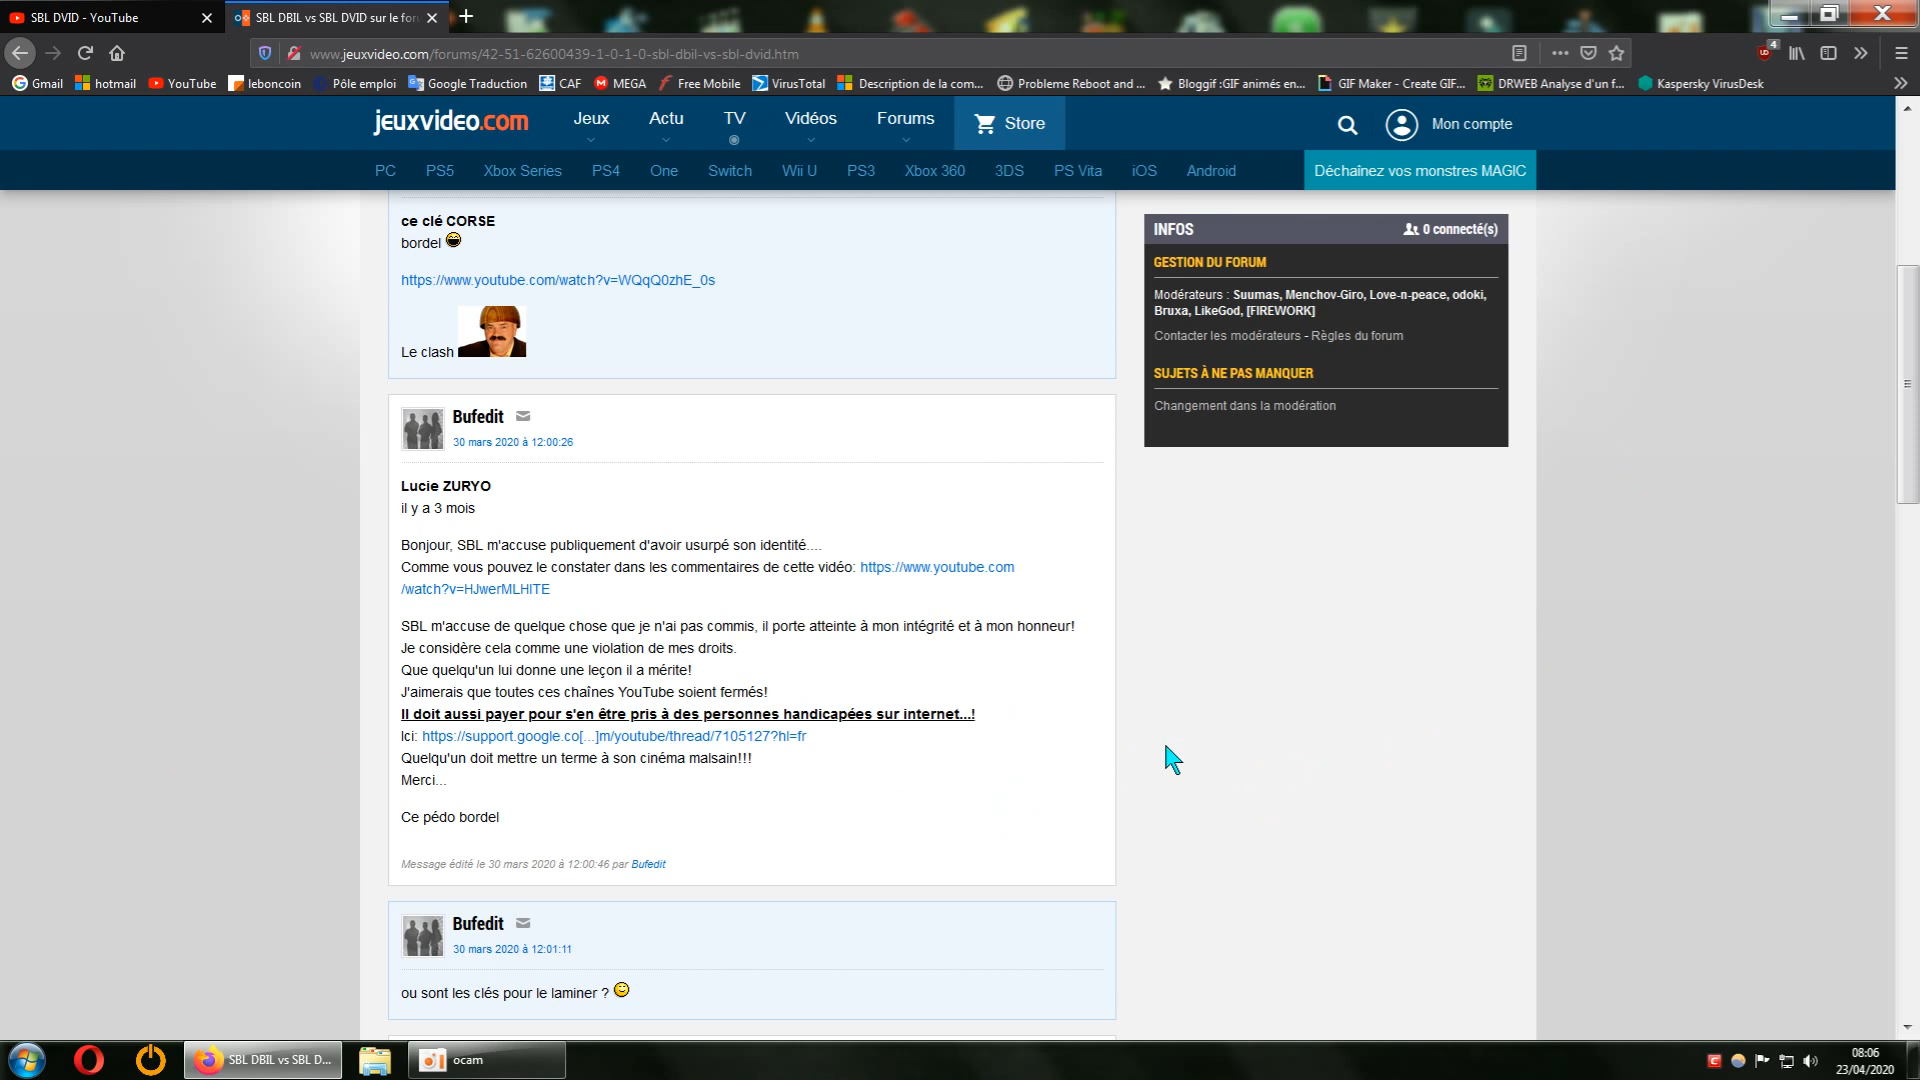 SBL DVID - YouTube
SBL DBIL vs SBL DVID sur le foru
www.jeuxvideo.com/forums/42-51-62600439-1-0-1-0-sbl-dbil-vs-sbl-dvid.htm
4
Gmail hotmail YouTube leboncoin Pôle emploi Google Traduction CAF MEGA Free Mobile VirusTotal Description de la com... Probleme Reboot and ... Bloggif :GIF animés en... GIF Maker - Create GIF... DRWEB Analyse d'un f... Kaspersky VirusDesk
jeuxvideo.com Jeux Actu TV Vidéos Forums Store Mon compte
PC PS5 Xbox Series PS4 One Switch Wii U PS3 Xbox 360 3DS PS Vita iOS Android Déchaînez vos monstres MAGIC
ce clé CORSE
bordel
https://www.youtube.com/watch?v=WQqQ0zhE_0s
Le clash
INFOS 0 connecté(s)
GESTION DU FORUM
Modérateurs : Suumas, Menchov-Giro, Love-n-peace, odoki,
Bruxa, LikeGod, [FIREWORK]
Contacter les modérateurs - Règles du forum
SUJETS À NE PAS MANQUER
Changement dans la modération
Bufedit
30 mars 2020 à 12:00:26
Lucie ZURYO
il y a 3 mois
Bonjour, SBL m'accuse publiquement d'avoir usurpé son identité....
Comme vous pouvez le constater dans les commentaires de cette vidéo: https://www.youtube.com
/watch?v=HJwerMLHITE
SBL m'accuse de quelque chose que je n'ai pas commis, il porte atteinte à mon intégrité et à mon honneur!
Je considère cela comme une violation de mes droits.
Que quelqu'un lui donne une leçon il a mérite!
J'aimerais que toutes ces chaînes YouTube soient fermés!
Il doit aussi payer pour s'en être pris à des personnes handicapées sur internet...!
Ici: https://support.google.co[...]m/youtube/thread/7105127?hl=fr
Quelqu'un doit mettre un terme à son cinéma malsain!!!
Merci...
Ce pédo bordel
Message édité le 30 mars 2020 à 12:00:46 par Bufedit
Bufedit
30 mars 2020 à 12:01:11
ou sont les clés pour le laminer ?
SBL DBIL vs SBL D...
ocam
08:06
23/04/2020